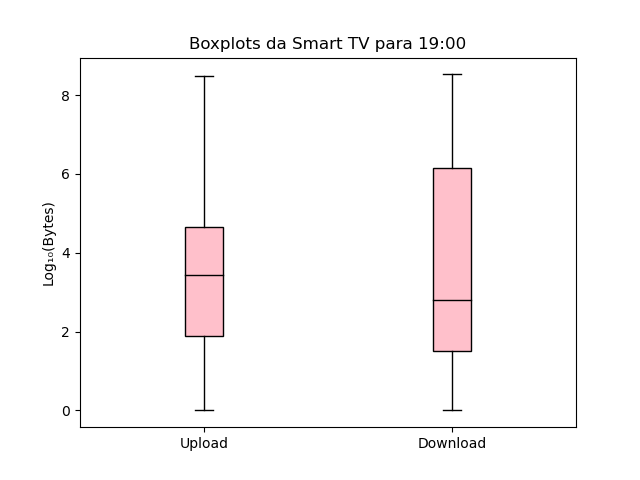 Boxplots da Smart TV para 19:00
8
6
4
2
0
Log₁₀(Bytes)
Upload
Download